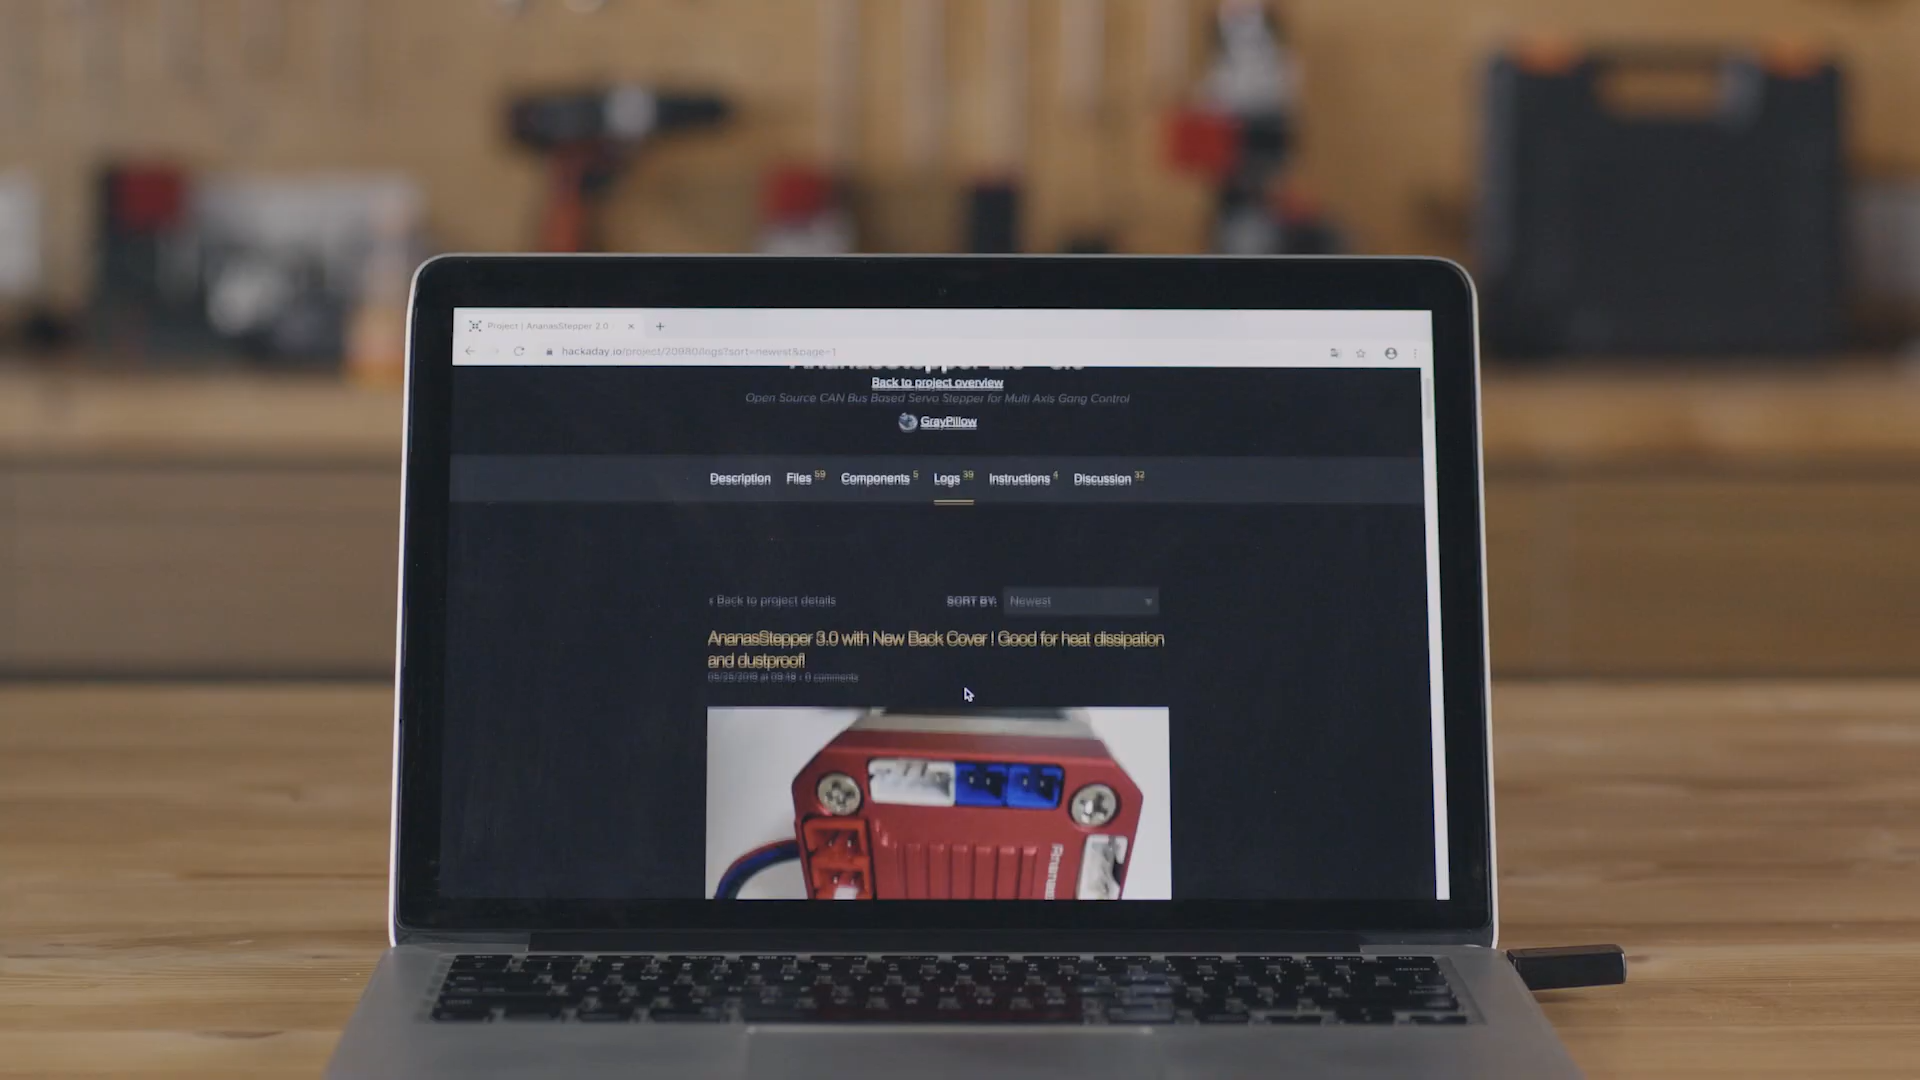 Project | AnanasStepper 2.0
hackaday.io/project/20980/logs?sort=newest&page=1
Back to project overview
Open Source CAN Bus Based Servo Stepper for Multi Axis Gang Control
GrayPillow
Description Files 59 Components 5 Logs 39 Instructions 4 Discussion 32
‹ Back to project details SORT BY: Newest
AnanasStepper 3.0 with New Back Cover | Good for heat dissipation
and dustproof!
0 comments